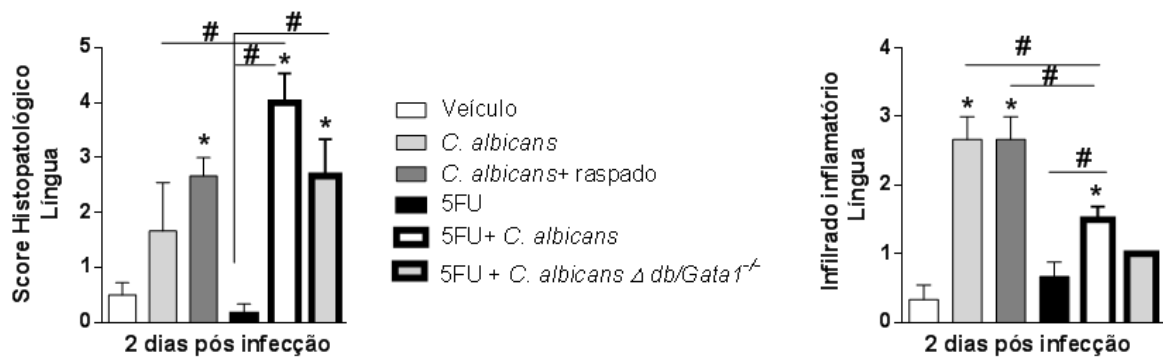 Score Histopatológico
Língua
5
4
3
2
1
0
#
#
#
*
*
*
2 dias pós infecção
Veículo
C. albicans
C. albicans+ raspado
5FU
5FU+ C. albicans
5FU + C. albicans Δ db/Gata1-/-
Infilrado inflamatório
Língua
4
3
2
1
0
#
#
#
*
*
*
2 dias pós infecção